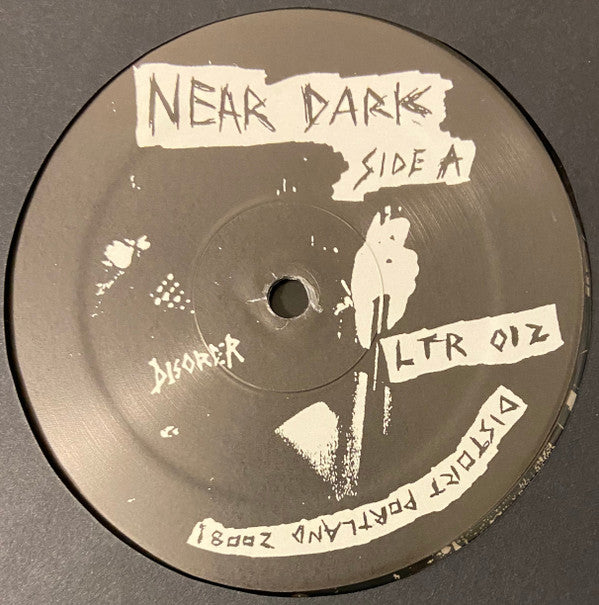 NEAR DARK
SIDE A
LTR 012
DISORER
DISTORT PORTLAND 2008!